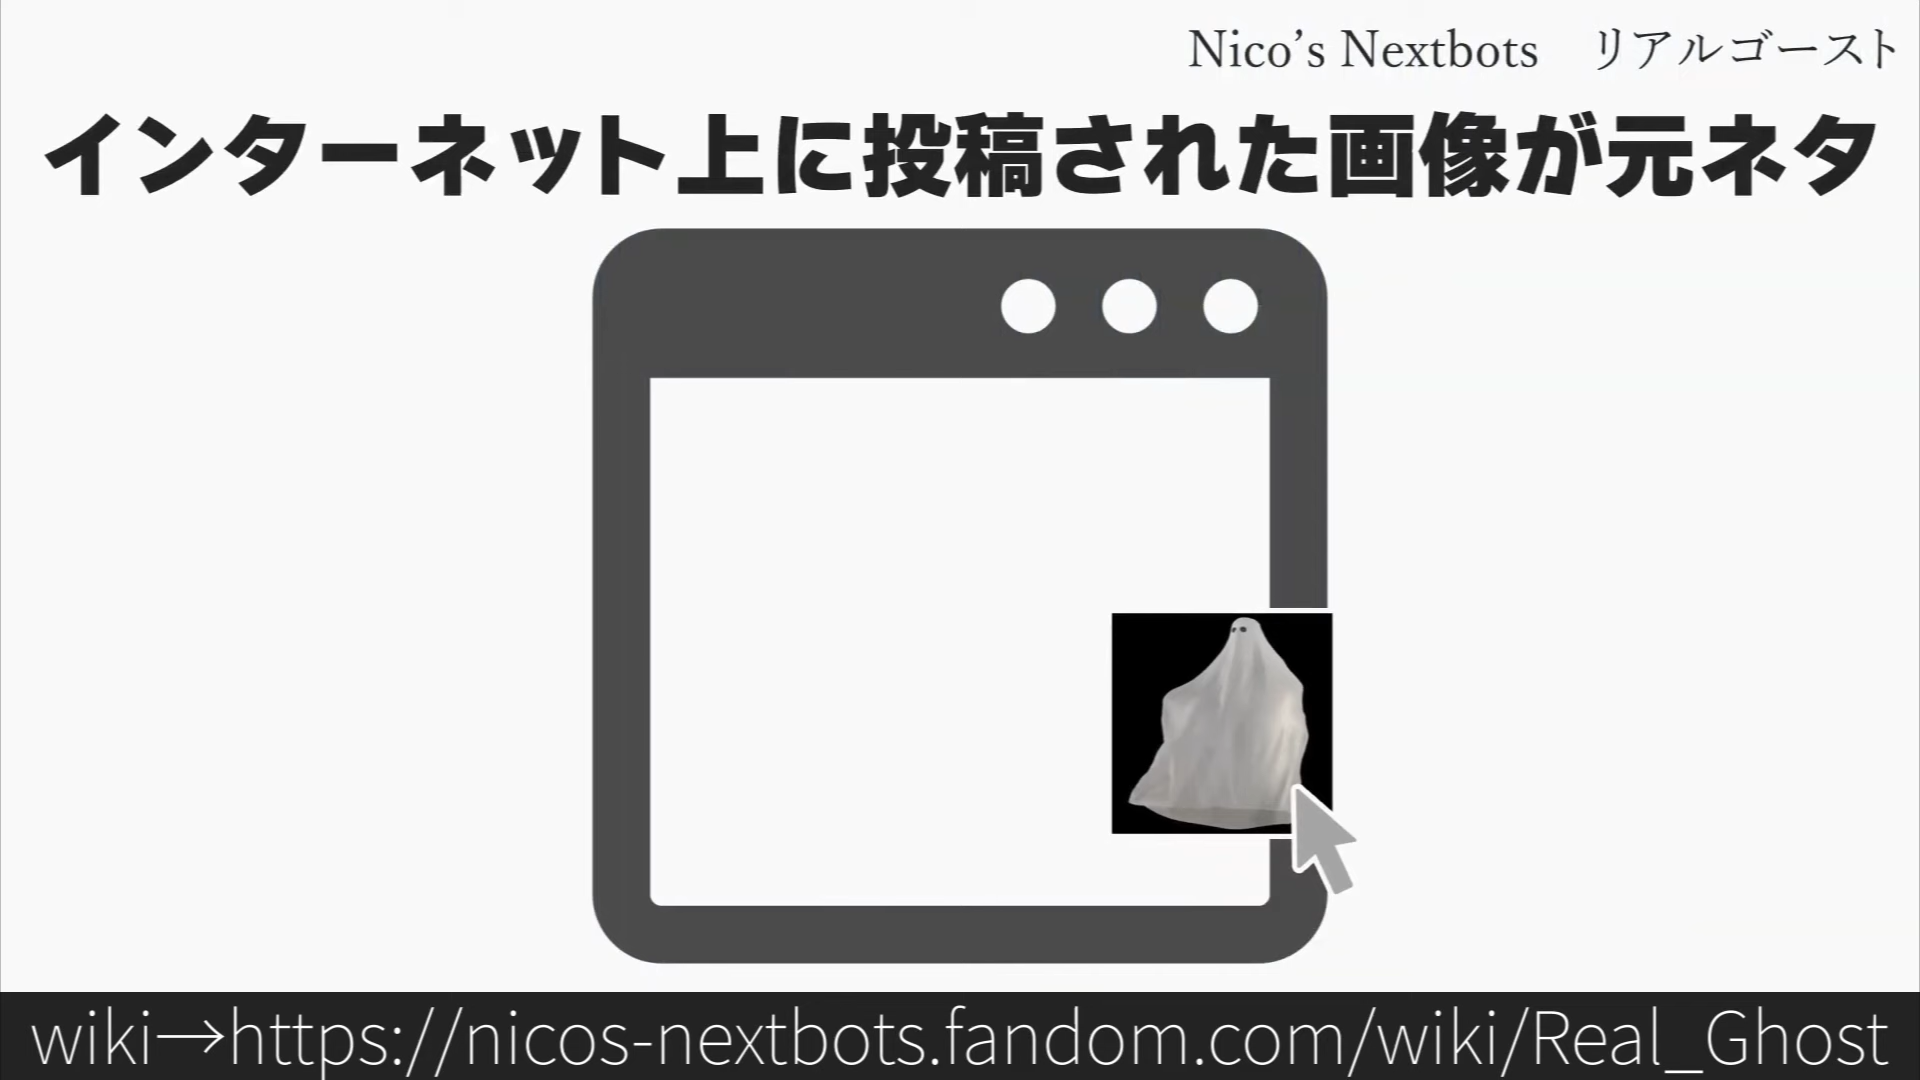 Nico’s Nextbots　リアルゴースト
インターネット上に投稿された画像が元ネタ
wiki→https://nicos-nextbots.fandom.com/wiki/Real_Ghost